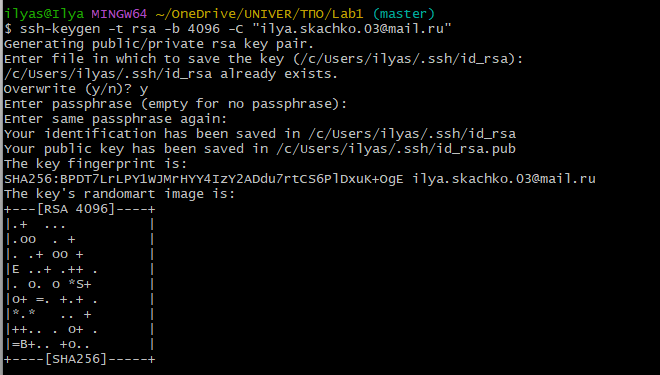 ilyas@Ilya MINGW64 ~/OneDrive/UNIVER/ТПО/Lab1 (master)
$ ssh-keygen -t rsa -b 4096 -C "ilya.skachko.03@mail.ru"
Generating public/private rsa key pair.
Enter file in which to save the key (/c/Users/ilyas/.ssh/id_rsa):
/c/Users/ilyas/.ssh/id_rsa already exists.
Overwrite (y/n)? y
Enter passphrase (empty for no passphrase):
Enter same passphrase again:
Your identification has been saved in /c/Users/ilyas/.ssh/id_rsa
Your public key has been saved in /c/Users/ilyas/.ssh/id_rsa.pub
The key fingerprint is:
SHA256:BPDT7LrLPY1WJMrHYY4IzY2ADdu7rtCS6PlDxuK+OgE ilya.skachko.03@mail.ru
The key's randomart image is:
+---[RSA 4096]----+
|.+  ...          |
|.oo  . +         |
|. .+ oo +        |
|E ..+ .++ .      |
|. o. o *S+       |
|o+ =. +.+ .      |
|*.*   .. +       |
|++.. . o+ .      |
|=B+.. +o..       |
+----[SHA256]-----+